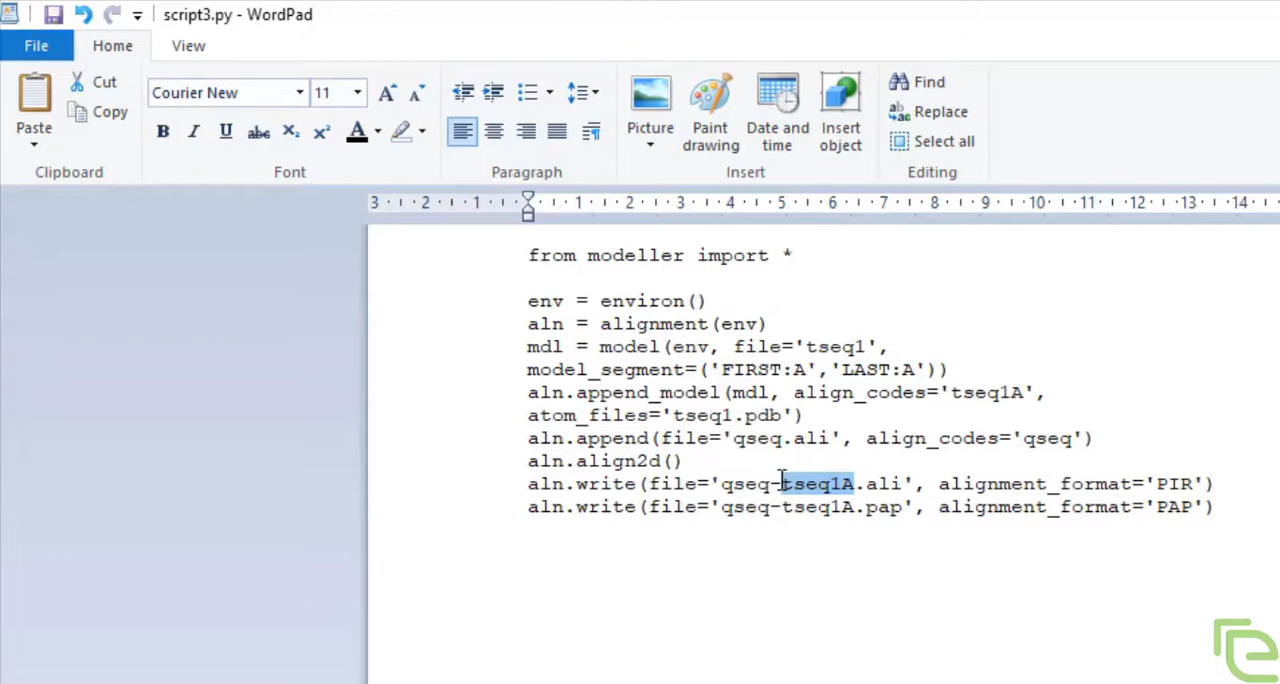 script3.py - WordPad
File Home View
Paste
Cut
Copy
Clipboard
Courier New 11
B I U abc X₂ X² A
Font
Paragraph
Picture
Paint drawing
Date and time
Insert object
Insert
Find
Replace
Select all
Editing
3 2 1 1 2 3 4 5 6 7 8 9 10 11 12 13 14
from modeller import *
env = environ()
aln = alignment(env)
mdl = model(env, file='tseq1',
model_segment=('FIRST:A','LAST:A'))
aln.append_model(mdl, align_codes='tseq1A',
atom_files='tseq1.pdb')
aln.append(file='qseq.ali', align_codes='qseq')
aln.align2d()
aln.write(file='qseq-tseq1A.ali', alignment_format='PIR')
aln.write(file='qseq-tseq1A.pap', alignment_format='PAP')